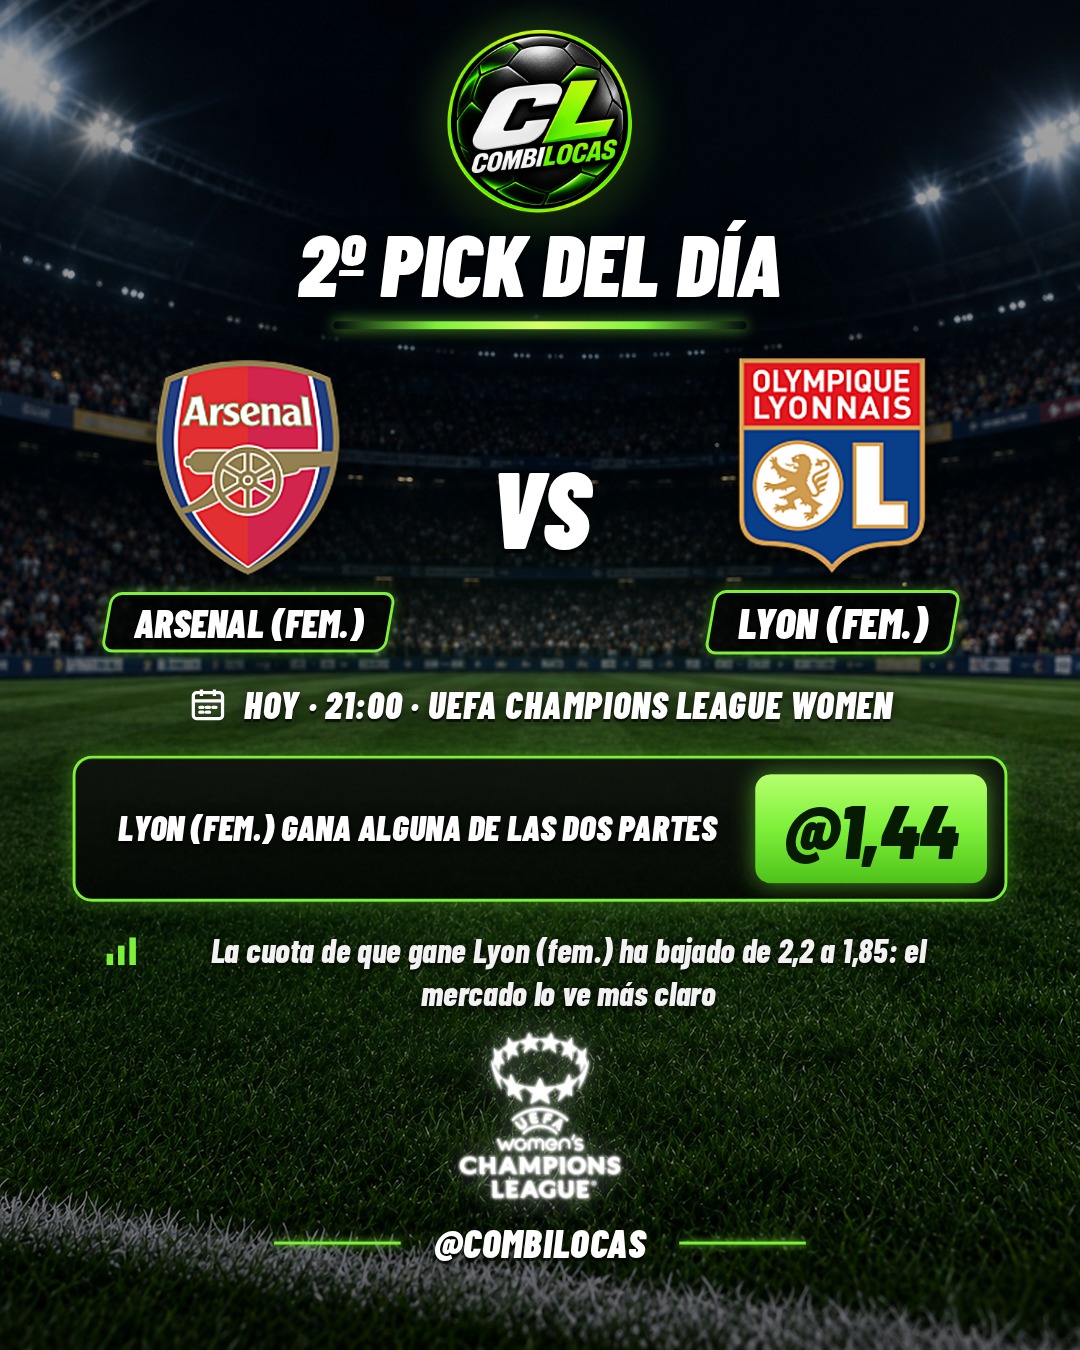 CL
COMBILOCAS
2º PICK DEL DÍA
Arsenal
OLYMPIQUE
LYONNAIS
OL
VS
ARSENAL (FEM.)
LYON (FEM.)
HOY · 21:00 · UEFA CHAMPIONS LEAGUE WOMEN
LYON (FEM.) GANA ALGUNA DE LAS DOS PARTES
@1,44
La cuota de que gane Lyon (fem.) ha bajado de 2,2 a 1,85: el
mercado lo ve más claro
UEFA
women's
CHAMPIONS
LEAGUE
@COMBILOCAS